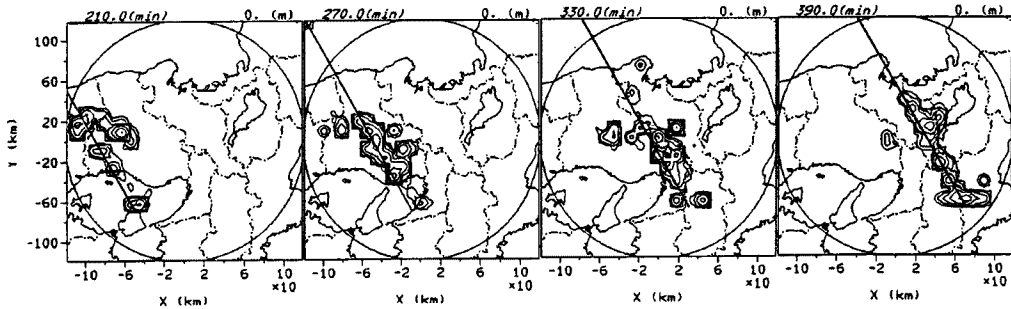 210.0(min) 0. (m) 270.0(min) 0. (m) 330.0(min) 0. (m) 390.0(min) 0. (m)
100
60
20
-20
-60
-100
Y (km)
-10 -6 -2 2 6 10 -10 -6 -2 2 6 10 -10 -6 -2 2 6 10 -10 -6 -2 2 6 10
×10 ×10 ×10 ×10
X (km) X (km) X (km) X (km)